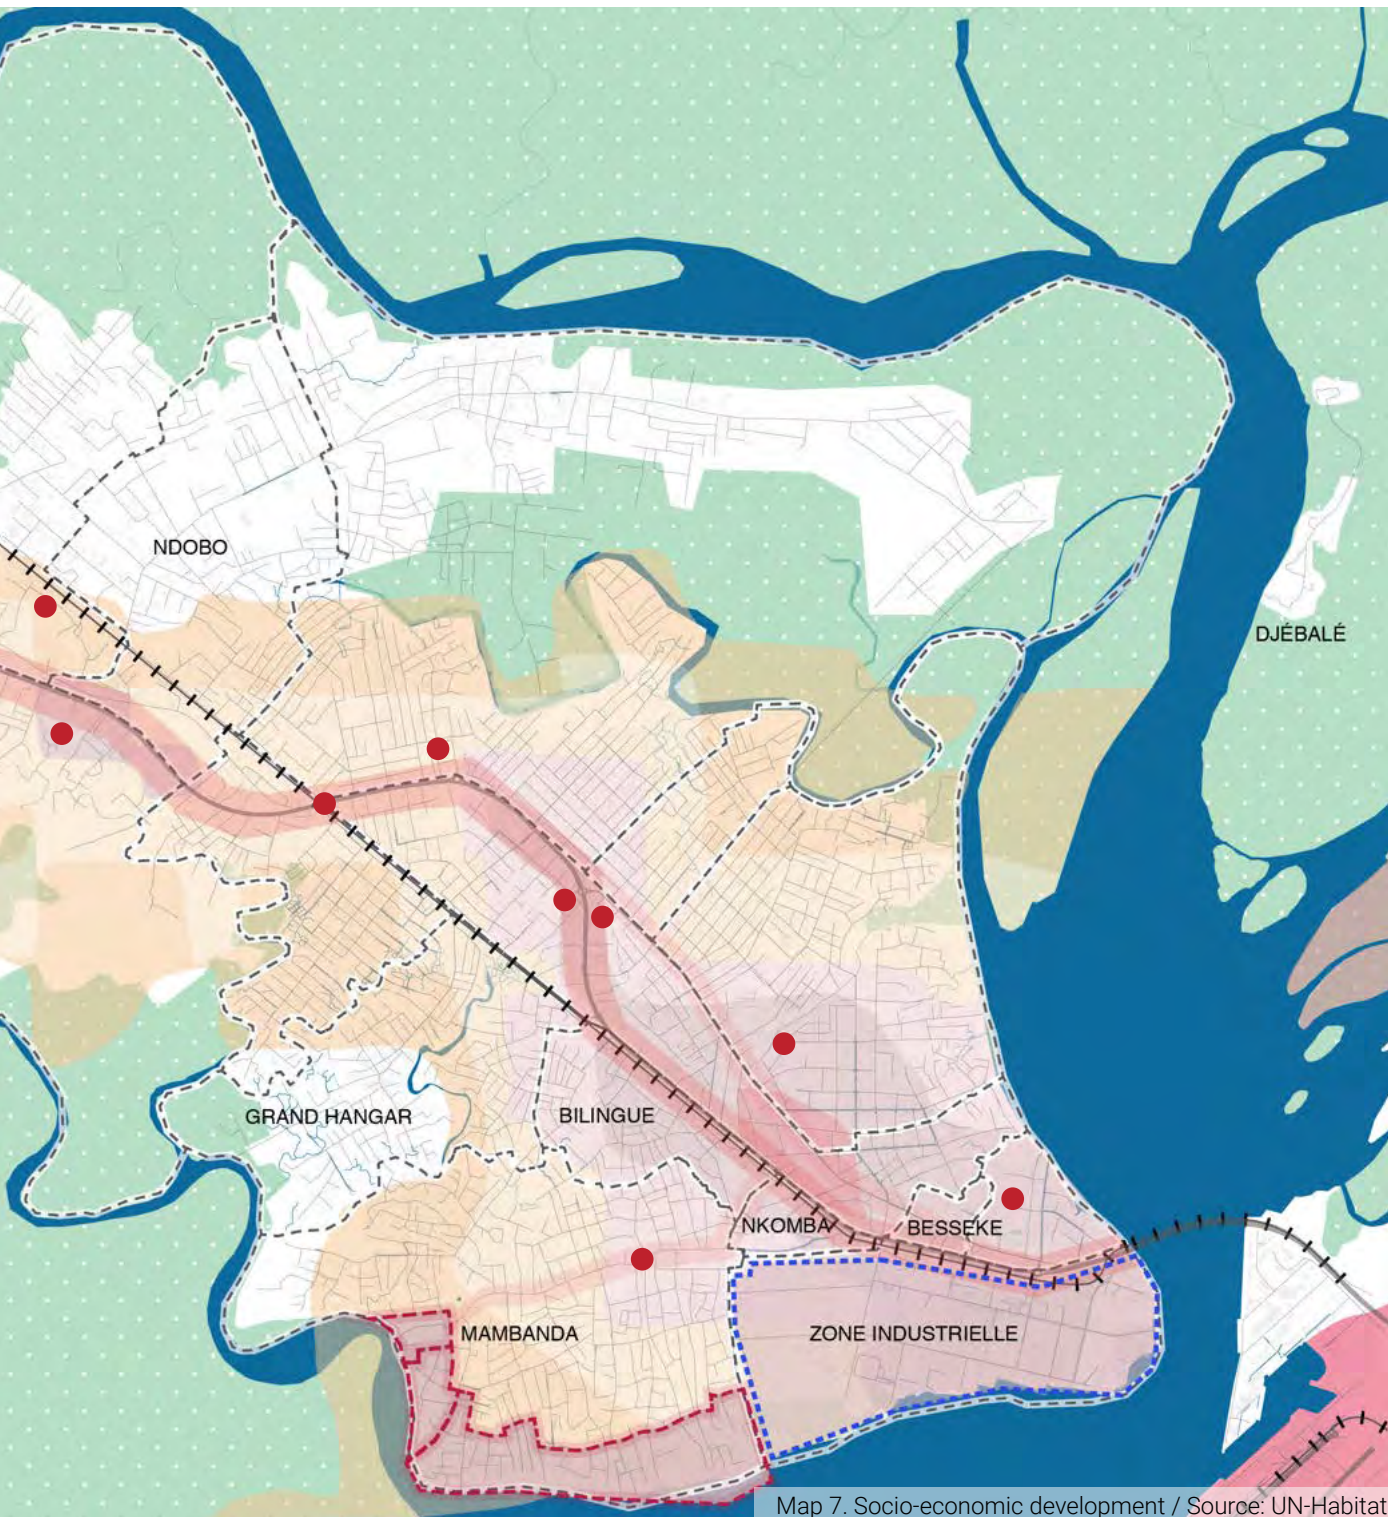 NDOBO
DJÉBALÉ
GRAND HANGAR
BILINGUE
NKOMBA
BESSEKE
MAMBANDA
ZONE INDUSTRIELLE
Map 7. Socio-economic development / Source: UN-Habitat